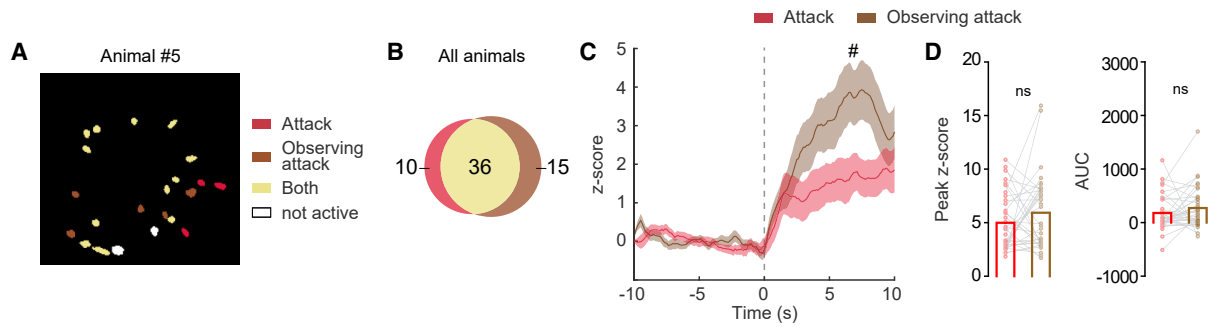 Attack
Observing attack
A
Animal #5
Attack
Observing
attack
Both
not active
B
All animals
10
36
15
C
5
4
3
2
1
0
z-score
#
-10
-5
0
5
10
Time (s)
D
20
15
10
5
0
Peak z-score
ns
3000
2000
1000
0
-1000
AUC
ns